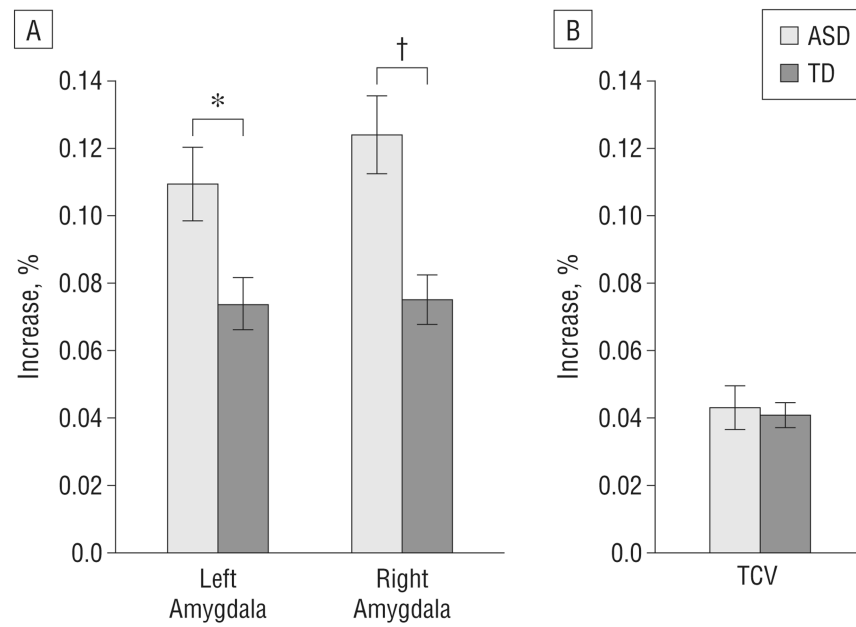 A
0.14
0.12
0.10
0.08
0.06
0.04
0.02
0.0
Increase, %
*
†
Left
Amygdala
Right
Amygdala
B
ASD
TD
0.14
0.12
0.10
0.08
0.06
0.04
0.02
0.0
Increase, %
TCV